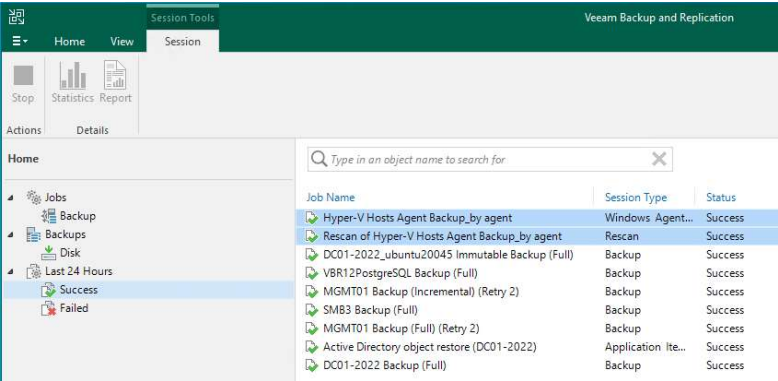 Session Tools
Veeam Backup and Replication
Home View Session
Stop Statistics Report
Actions Details
Home
Type in an object name to search for
Jobs
Backup
Backups
Disk
Last 24 Hours
Success
Failed
Job Name Session Type Status
Hyper-V Hosts Agent Backup_by agent Windows Agent... Success
Rescan of Hyper-V Hosts Agent Backup_by agent Rescan Success
DC01-2022_ubuntu20045 Immutable Backup (Full) Backup Success
VBR12PostgreSQL Backup (Full) Backup Success
MGMT01 Backup (Incremental) (Retry 2) Backup Success
SMB3 Backup (Full) Backup Success
MGMT01 Backup (Full) (Retry 2) Backup Success
Active Directory object restore (DC01-2022) Application Ite... Success
DC01-2022 Backup (Full) Backup Success